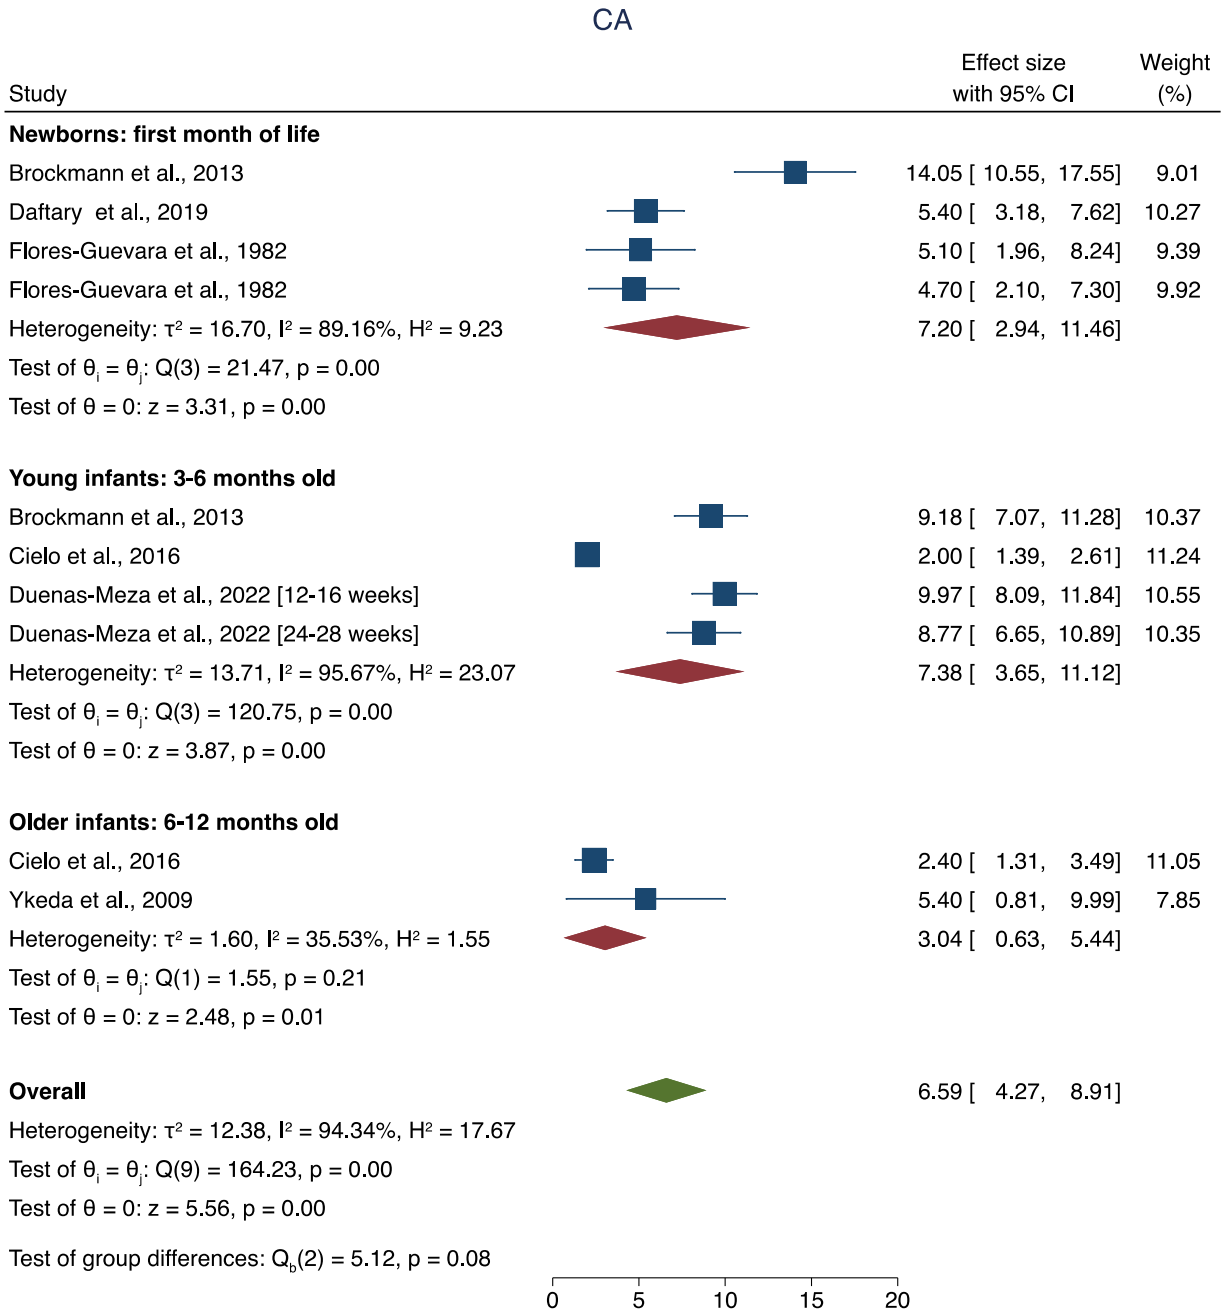 CA
Effect size Weight
Study with 95% CI (%)
Newborns: first month of life
Brockmann et al., 2013 14.05 [ 10.55, 17.55] 9.01
Daftary et al., 2019 5.40 [ 3.18, 7.62] 10.27
Flores-Guevara et al., 1982 5.10 [ 1.96, 8.24] 9.39
Flores-Guevara et al., 1982 4.70 [ 2.10, 7.30] 9.92
Heterogeneity: τ² = 16.70, I² = 89.16%, H² = 9.23 7.20 [ 2.94, 11.46]
Test of θᵢ = θⱼ: Q(3) = 21.47, p = 0.00
Test of θ = 0: z = 3.31, p = 0.00
Young infants: 3-6 months old
Brockmann et al., 2013 9.18 [ 7.07, 11.28] 10.37
Cielo et al., 2016 2.00 [ 1.39, 2.61] 11.24
Duenas-Meza et al., 2022 [12-16 weeks] 9.97 [ 8.09, 11.84] 10.55
Duenas-Meza et al., 2022 [24-28 weeks] 8.77 [ 6.65, 10.89] 10.35
Heterogeneity: τ² = 13.71, I² = 95.67%, H² = 23.07 7.38 [ 3.65, 11.12]
Test of θᵢ = θⱼ: Q(3) = 120.75, p = 0.00
Test of θ = 0: z = 3.87, p = 0.00
Older infants: 6-12 months old
Cielo et al., 2016 2.40 [ 1.31, 3.49] 11.05
Ykeda et al., 2009 5.40 [ 0.81, 9.99] 7.85
Heterogeneity: τ² = 1.60, I² = 35.53%, H² = 1.55 3.04 [ 0.63, 5.44]
Test of θᵢ = θⱼ: Q(1) = 1.55, p = 0.21
Test of θ = 0: z = 2.48, p = 0.01
Overall 6.59 [ 4.27, 8.91]
Heterogeneity: τ² = 12.38, I² = 94.34%, H² = 17.67
Test of θᵢ = θⱼ: Q(9) = 164.23, p = 0.00
Test of θ = 0: z = 5.56, p = 0.00
Test of group differences: Q_b(2) = 5.12, p = 0.08
0 5 10 15 20